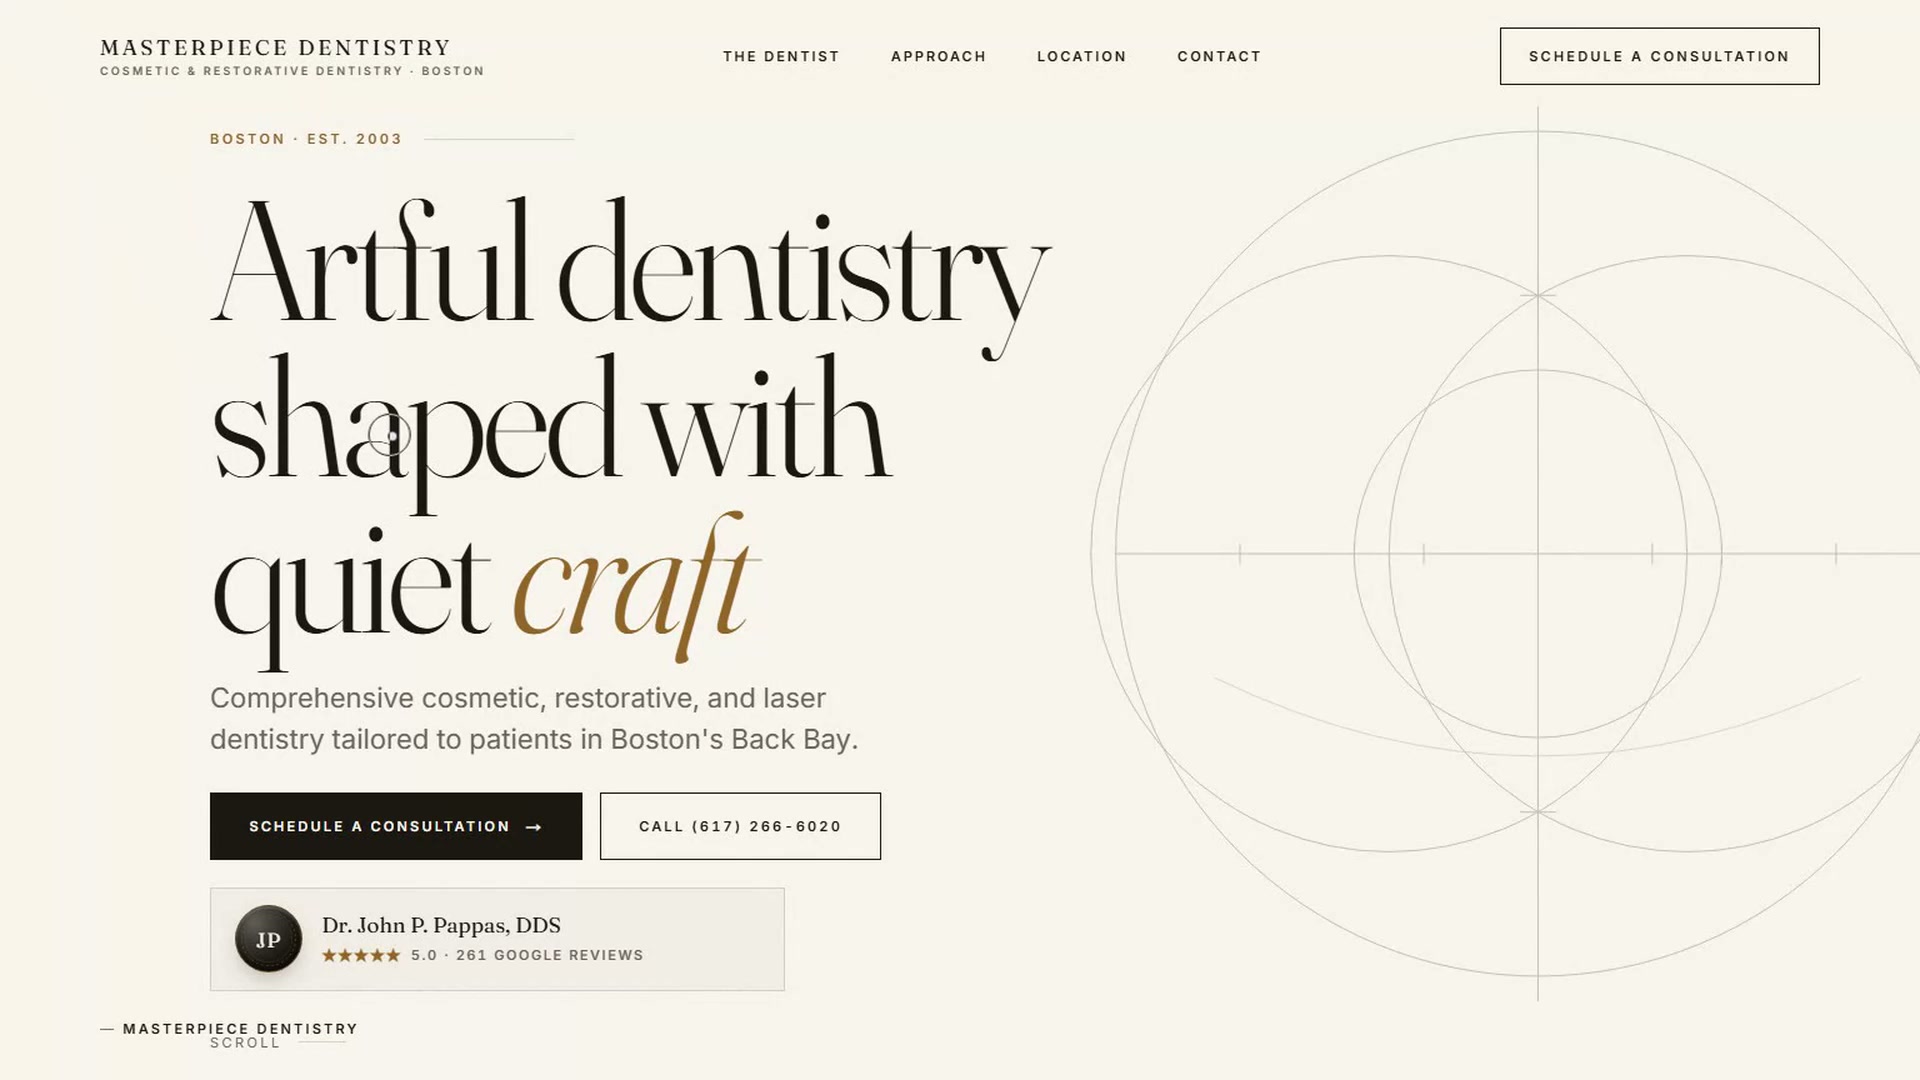 MASTERPIECE DENTISTRY
COSMETIC & RESTORATIVE DENTISTRY · BOSTON
THE DENTIST
APPROACH
LOCATION
CONTACT
SCHEDULE A CONSULTATION
BOSTON · EST. 2003
Artful dentistry
shaped with
quiet craft
Comprehensive cosmetic, restorative, and laser
dentistry tailored to patients in Boston's Back Bay.
SCHEDULE A CONSULTATION →
CALL (617) 266-6020
JP
Dr. John P. Pappas, DDS
★★★★★ 5.0 · 261 GOOGLE REVIEWS
— MASTERPIECE DENTISTRY
SCROLL